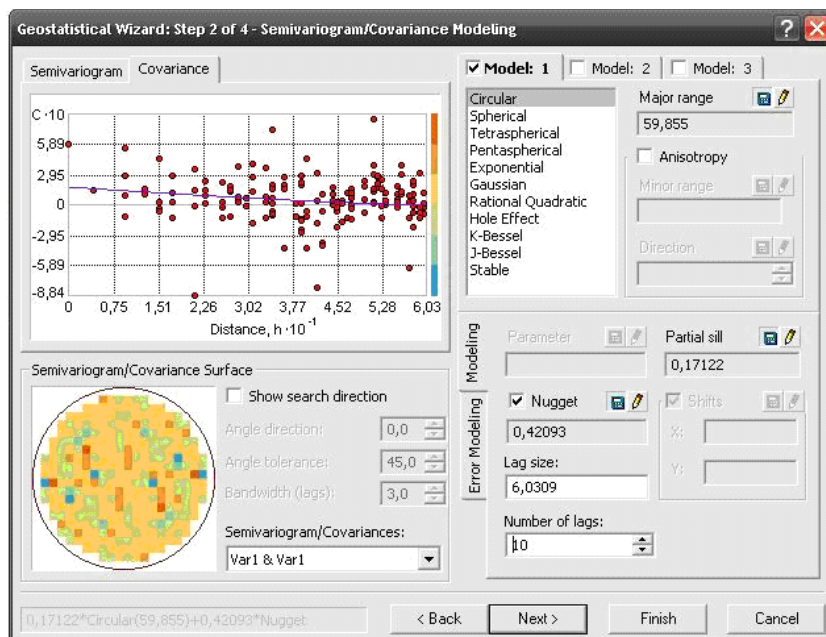 Geostatistical Wizard: Step 2 of 4 - Semivariogram/Covariance Modeling
Semivariogram
Covariance
C · 10
5,89
2,95
0
-2,95
-5,89
-8,84
0 0,75 1,51 2,26 3,02 3,77 4,52 5,28 6,03
Distance, h · 10⁻¹
Semivariogram/Covariance Surface
Show search direction
Angle direction: 0,0
Angle tolerance: 45,0
Bandwidth (lags): 3,0
Semivariogram/Covariances:
Var1 & Var1
Model: 1
Model: 2
Model: 3
Circular
Spherical
Tetraspherical
Pentaspherical
Exponential
Gaussian
Rational Quadratic
Hole Effect
K-Bessel
J-Bessel
Stable
Major range
59,855
Anisotropy
Minor range
Direction
Modeling
Error Modeling
Parameter
Partial sill
0,17122
Nugget
0,42093
Shifts
X:
Y:
Lag size:
6,0309
Number of lags:
10
0,17122*Circular(59,855)+0,42093*Nugget
< Back
Next >
Finish
Cancel